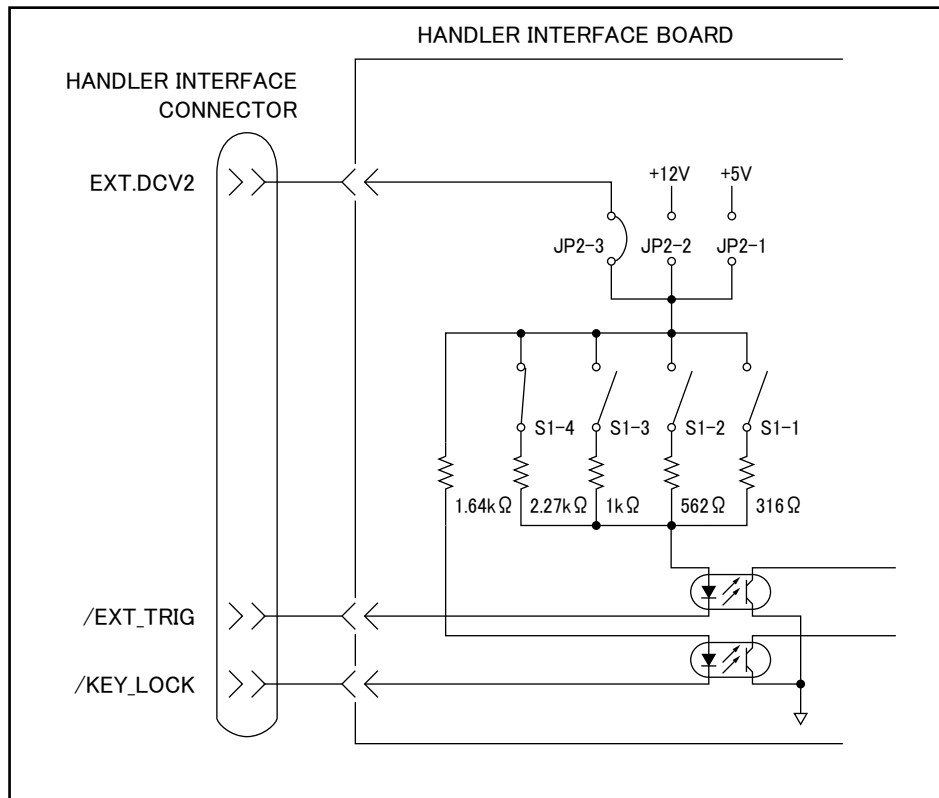 HANDLER INTERFACE BOARD
HANDLER INTERFACE
CONNECTOR
EXT.DCV2
+12V +5V
JP2-3 JP2-2 JP2-1
S1-4 S1-3 S1-2 S1-1
1.64kΩ 2.27kΩ 1kΩ 562Ω 316Ω
/EXT_TRIG
/KEY_LOCK